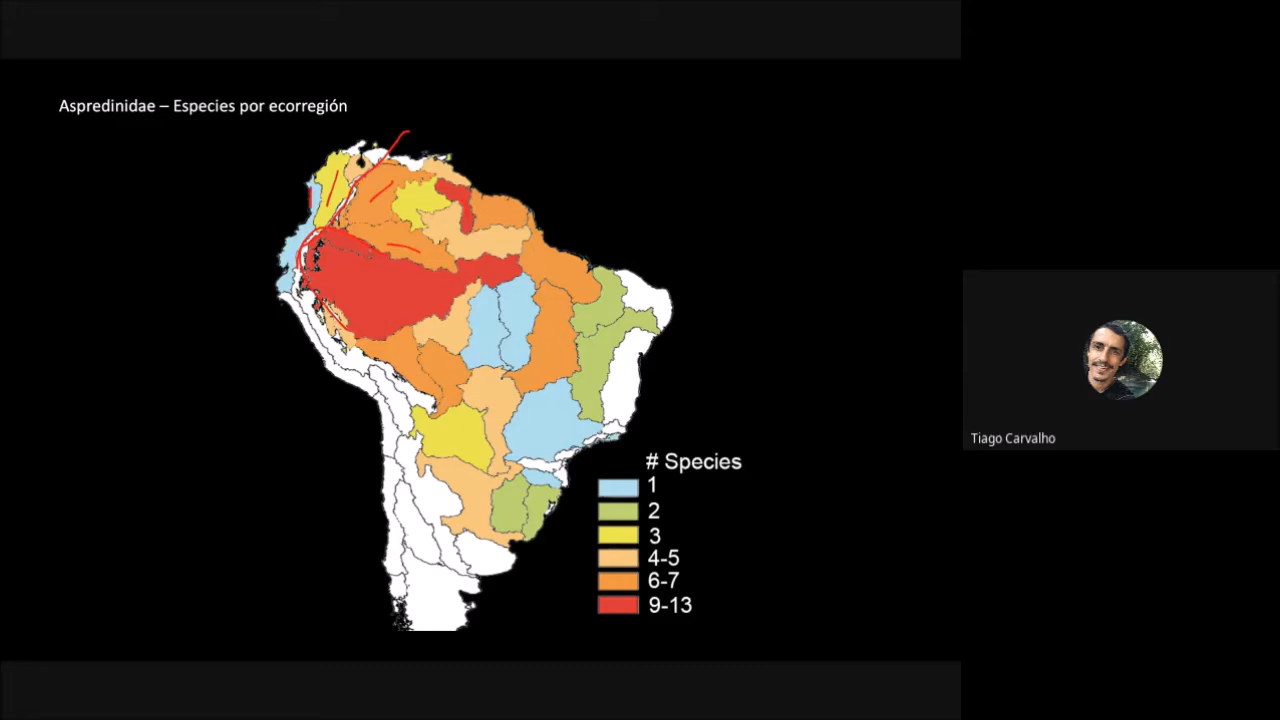 Aspredinidae – Especies por ecorregión
# Species
1
2
3
4-5
6-7
9-13
Tiago Carvalho